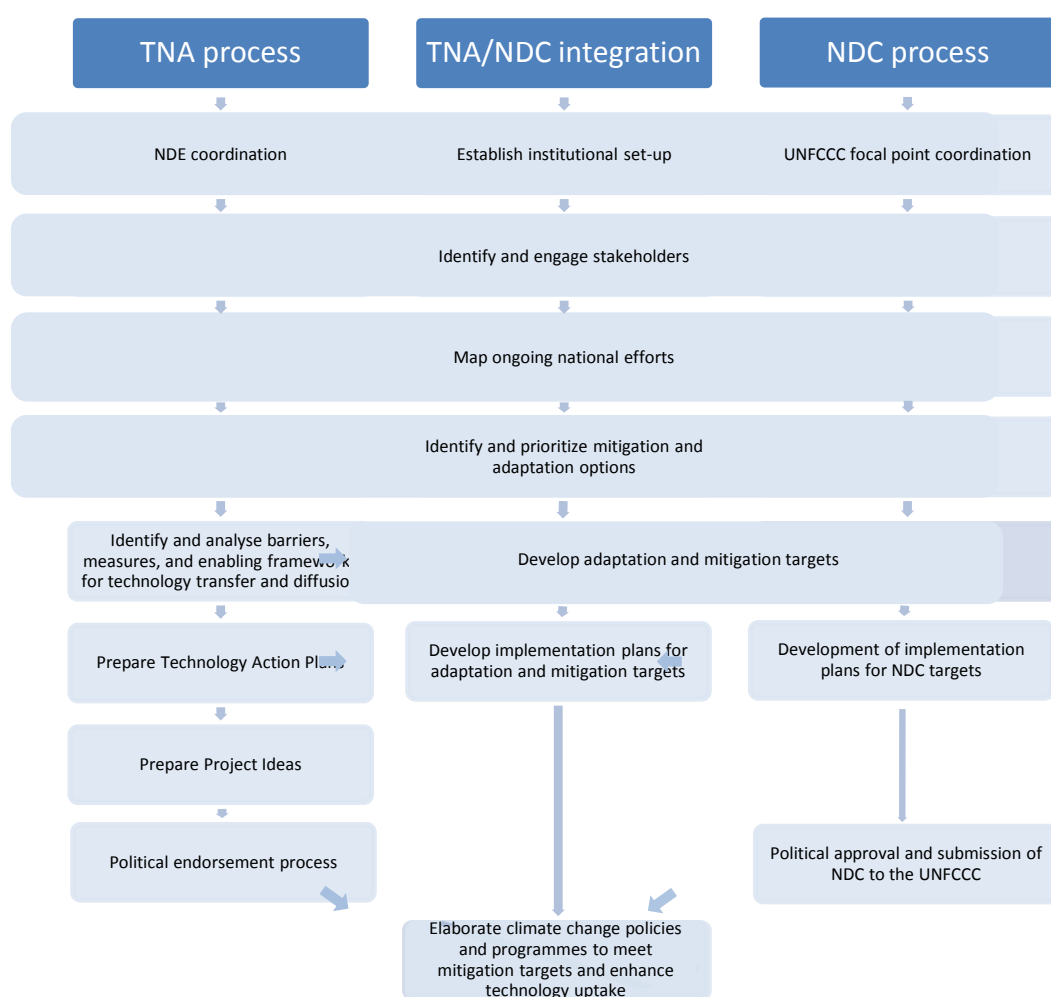 TNA process
TNA/NDC integration
NDC process
NDE coordination
Establish institutional set-up
UNFCCC focal point coordination
Identify and engage stakeholders
Map ongoing national efforts
Identify and prioritize mitigation and
adaptation options
Identify and analyse barriers,
measures, and enabling framework
for technology transfer and diffusio
Develop adaptation and mitigation targets
Prepare Technology Action Plans
Develop implementation plans for
adaptation and mitigation targets
Development of implementation
plans for NDC targets
Prepare Project Ideas
Political endorsement process
Political approval and submission of
NDC to the UNFCCC
Elaborate climate change policies
and programmes to meet
mitigation targets and enhance
technology uptake